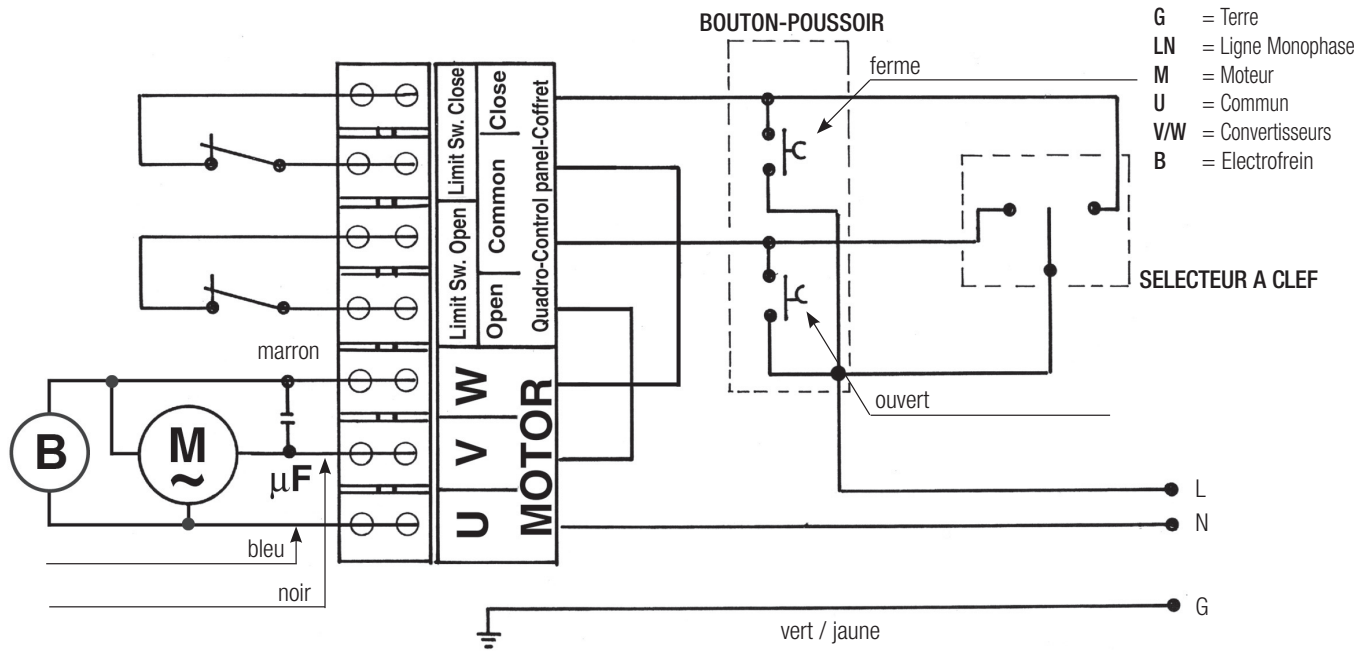 BOUTON-POUSSOIR
G = Terre
LN = Ligne Monophase
M = Moteur
U = Commun
V/W = Convertisseurs
B = Electrofrein
ferme
Limit Sw. Close
Limit Sw. Open
Close
Common
Open
Quadro-Control panel-Coffret
SELECTEUR A CLEF
marron
ouvert
B
M
~
µF
W
V
U
MOTOR
L
N
bleu
noir
G
vert / jaune